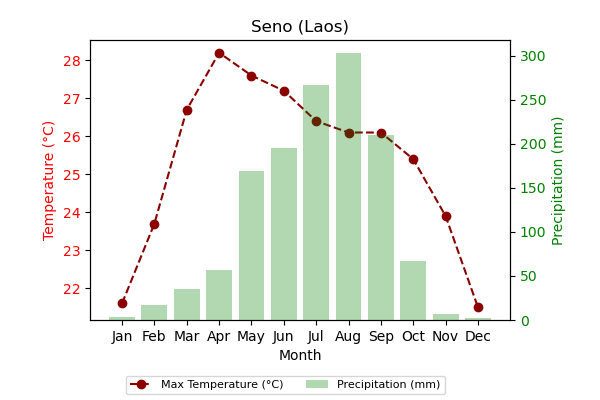 Seno (Laos)
28
27
26
25
24
23
22
Temperature (°C)
300
250
200
150
100
50
0
Precipitation (mm)
Jan Feb Mar Apr May Jun Jul Aug Sep Oct Nov Dec
Month
Max Temperature (°C) Precipitation (mm)